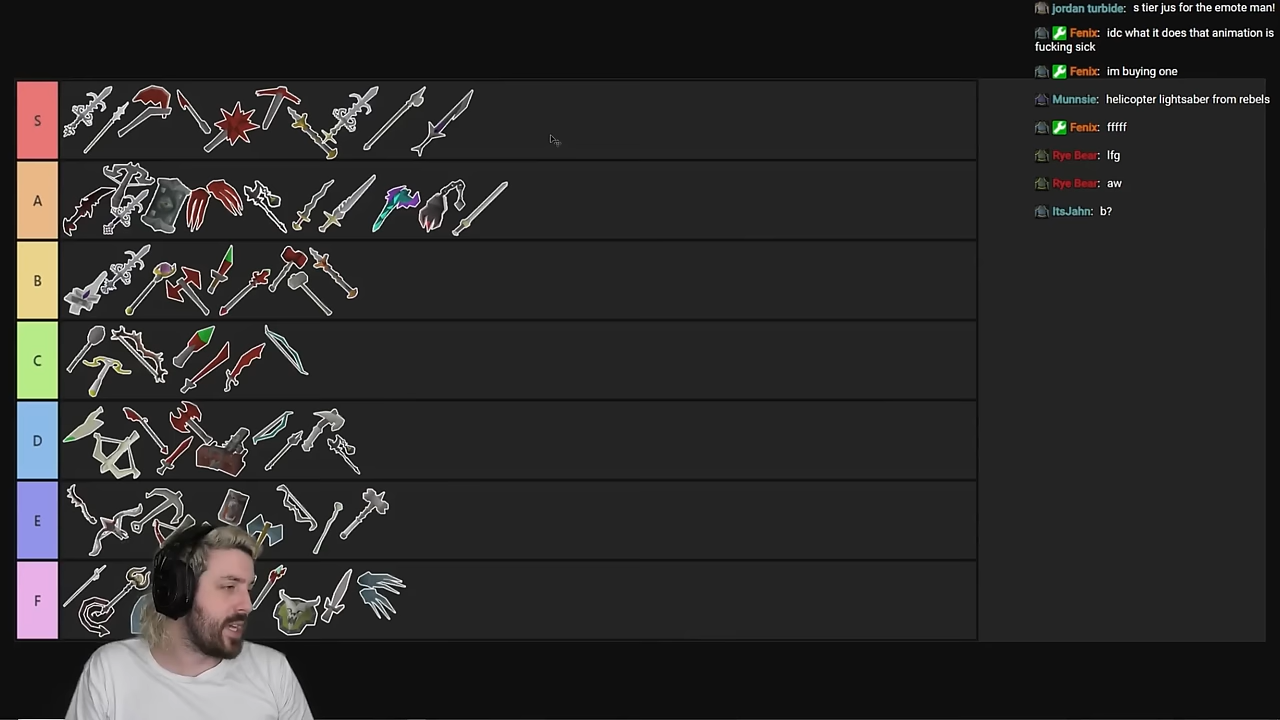 jordan turbide: s tier jus for the emote man!
Fenix: idc what it does that animation is
fucking sick
Fenix: im buying one
Munnsie: helicopter lightsaber from rebels
Fenix: fffff
Rye Bear: lfg
Rye Bear: aw
ItsJahn: b?
S
A
B
C
D
E
F